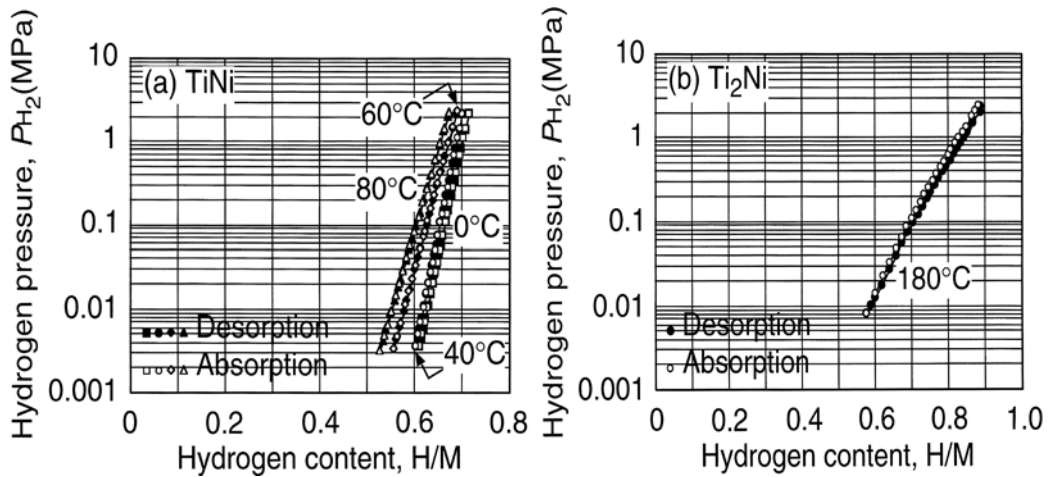 Hydrogen pressure, P_H₂(MPa)
10
1
0.1
0.01
0.001
(a) TiNi
60°C
80°C
0°C
40°C
■●♦▲ Desorption
□○◇△ Absorption
0 0.2 0.4 0.6 0.8
Hydrogen content, H/M
Hydrogen pressure, P_H₂(MPa)
10
1
0.1
0.01
0.001
(b) Ti₂Ni
180°C
● Desorption
○ Absorption
0 0.2 0.4 0.6 0.8 1.0
Hydrogen content, H/M